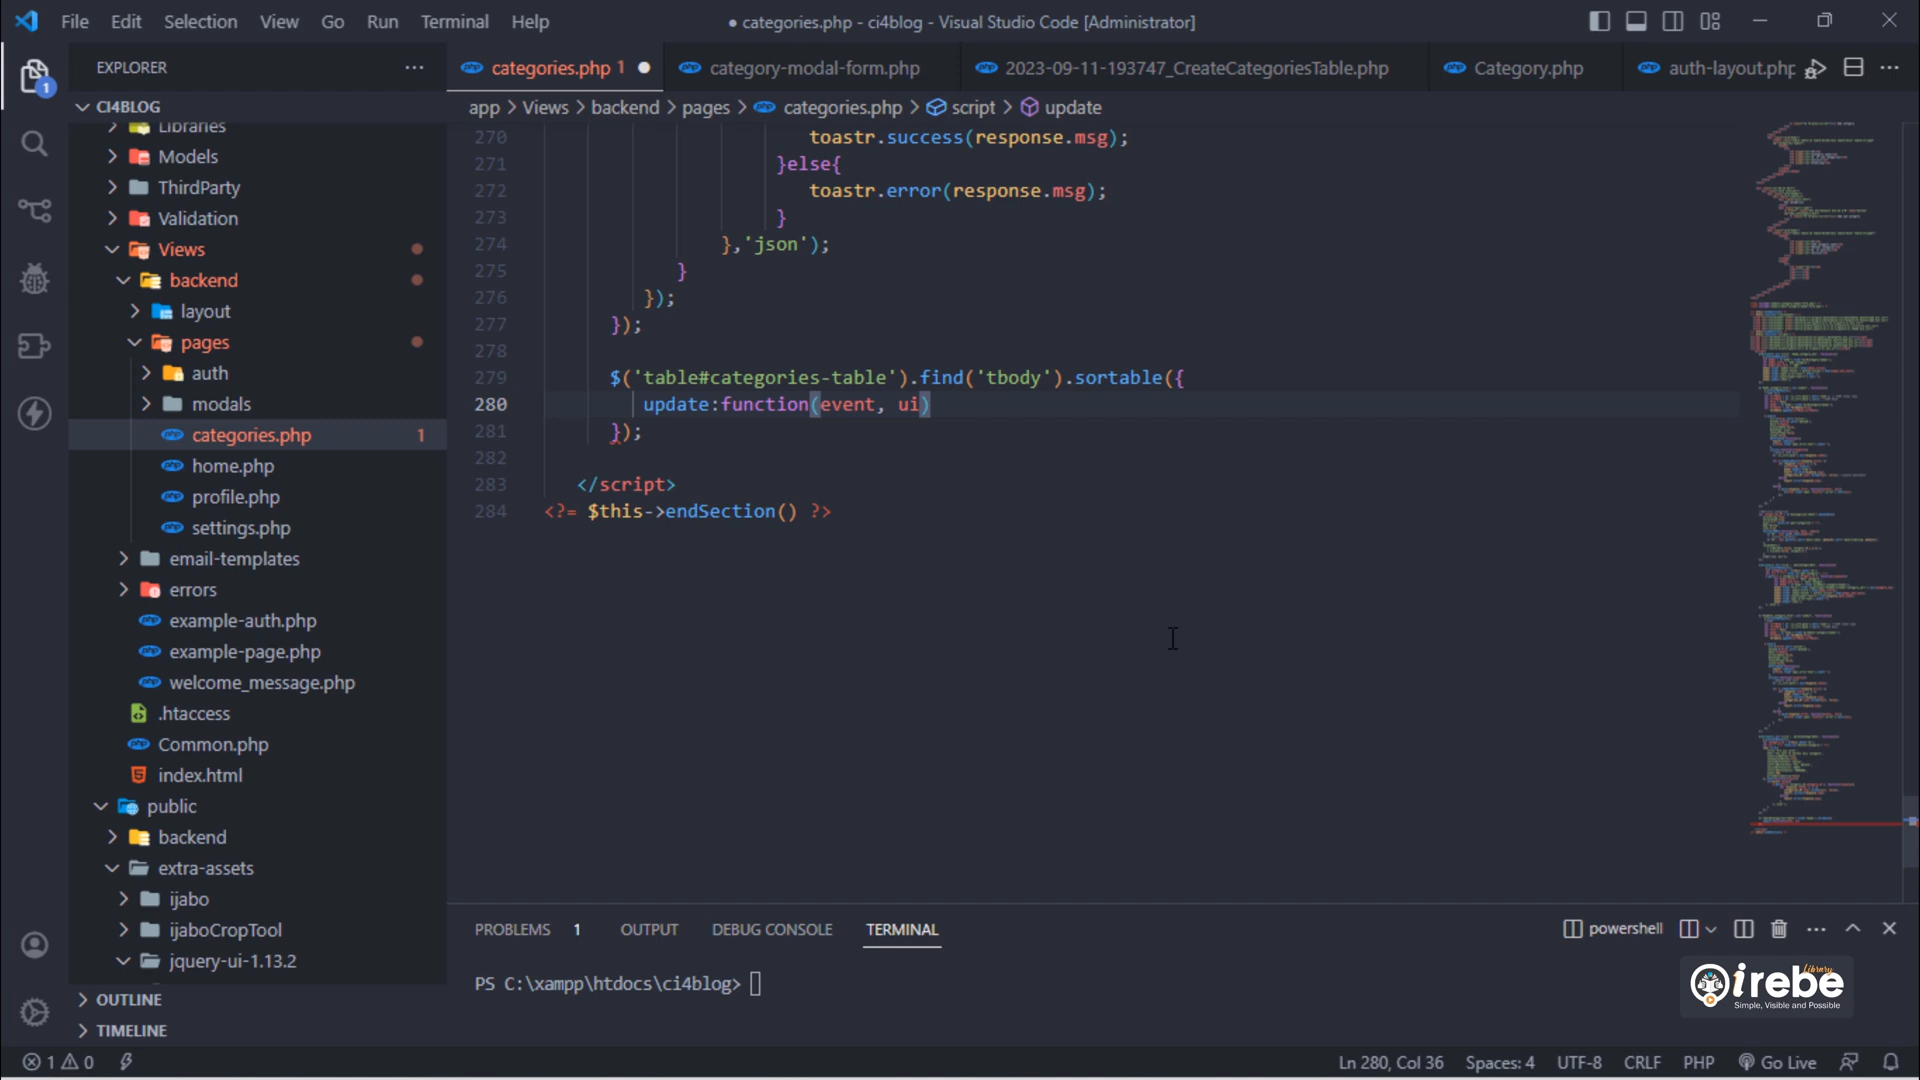 File Edit Selection View Go Run Terminal Help
● categories.php - ci4blog - Visual Studio Code [Administrator]
EXPLORER
categories.php 1
category-modal-form.php
2023-09-11-193747_CreateCategoriesTable.php
Category.php
auth-layout.php
CI4BLOG
app > Views > backend > pages > categories.php > script > update
Libraries
Models
ThirdParty
Validation
Views
backend
layout
pages
auth
modals
categories.php 1
home.php
profile.php
settings.php
email-templates
errors
example-auth.php
example-page.php
welcome_message.php
.htaccess
Common.php
index.html
public
backend
extra-assets
ijabo
ijaboCropTool
jquery-ui-1.13.2
OUTLINE
TIMELINE
270 toastr.success(response.msg);
271 }else{
272 toastr.error(response.msg);
273 }
274 },'json');
275 }
276 });
277 });
278
279 $('table#categories-table').find('tbody').sortable({
280 update:function(event, ui)
281 });
282
283 </script>
284 <?= $this->endSection() ?>
PROBLEMS 1 OUTPUT DEBUG CONSOLE TERMINAL
powershell
PS C:\xampp\htdocs\ci4blog>
irebe
Library
Simple, Visible and Possible
1 0
Ln 280, Col 36 Spaces: 4 UTF-8 CRLF PHP Go Live
1